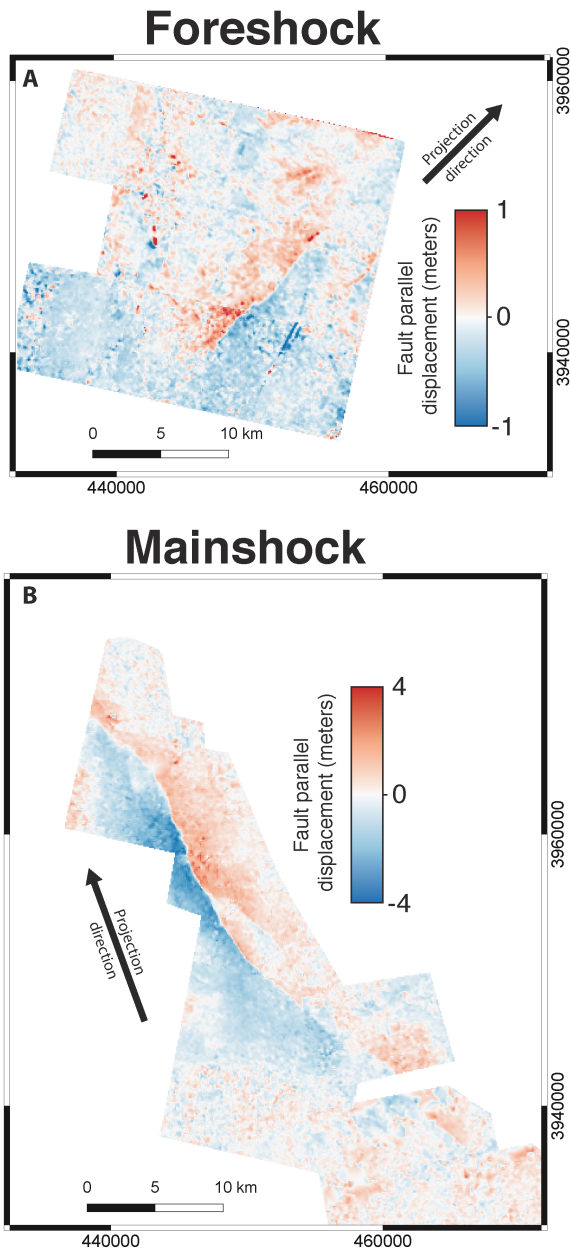 Foreshock
A
3960000
Projection
direction
Fault parallel
displacement (meters)
1
0
-1
3940000
0 5 10 km
440000 460000
Mainshock
B
Fault parallel
displacement (meters)
4
0
-4
3960000
Projection
direction
3940000
0 5 10 km
440000 460000